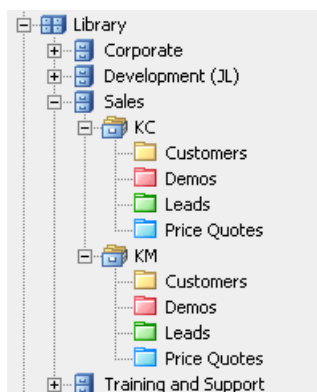 Library
Corporate
Development (JL)
Sales
KC
Customers
Demos
Leads
Price Quotes
KM
Customers
Demos
Leads
Price Quotes
Training and Support